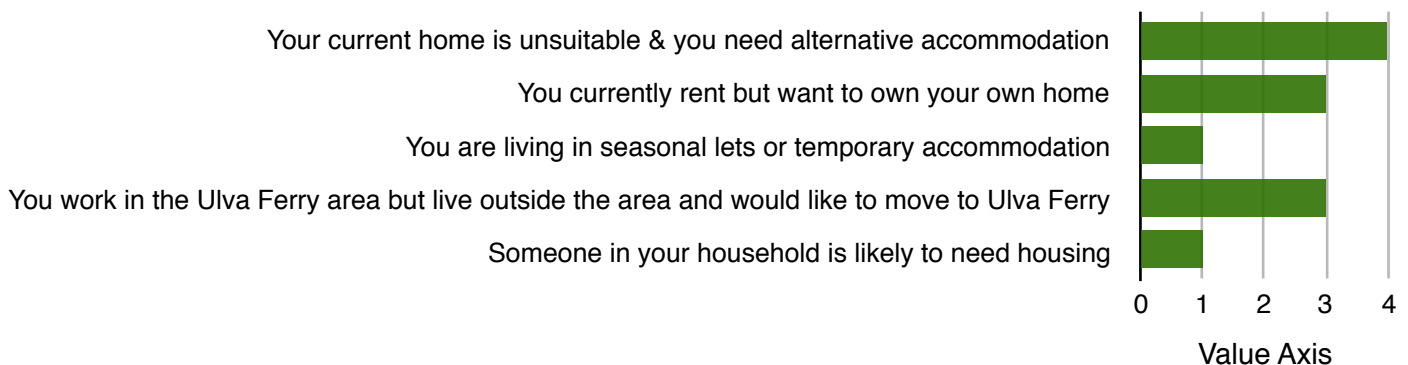 Your current home is unsuitable & you need alternative accommodation
You currently rent but want to own your own home
You are living in seasonal lets or temporary accommodation
You work in the Ulva Ferry area but live outside the area and would like to move to Ulva Ferry
Someone in your household is likely to need housing
0 1 2 3 4
Value Axis